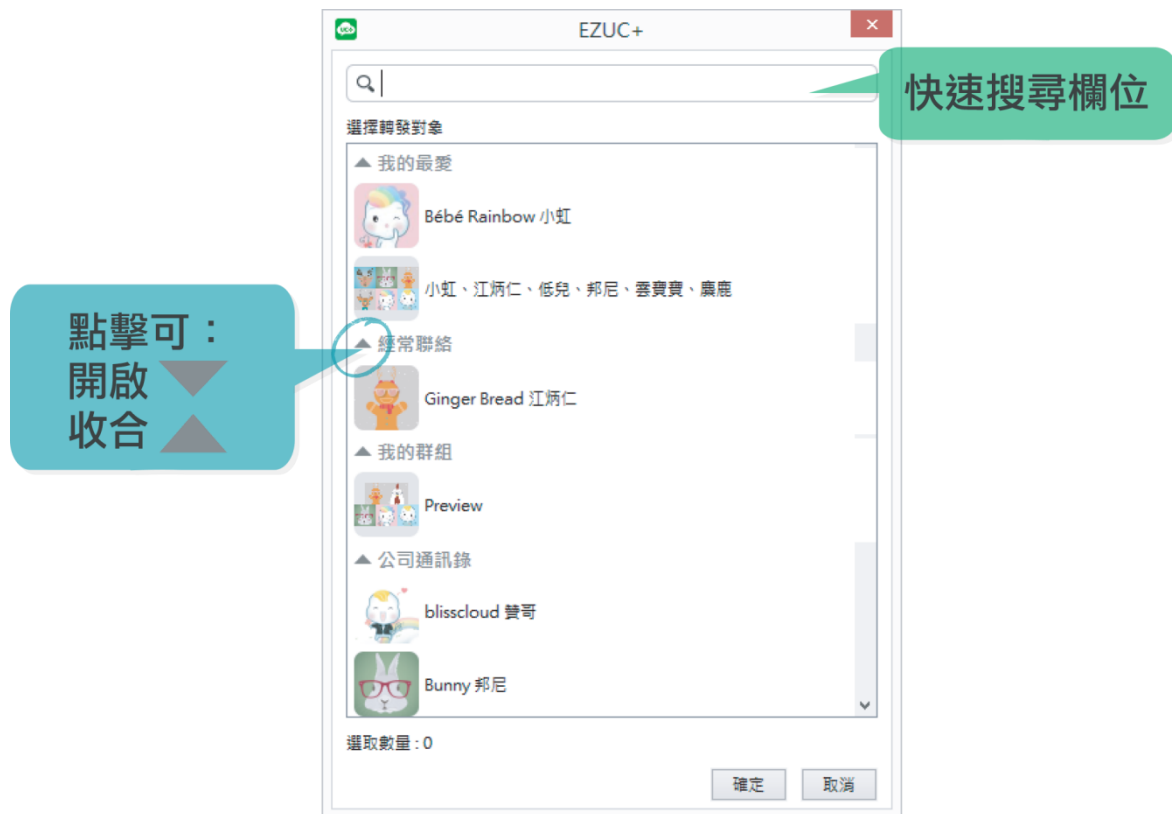 EZUC+
快速搜尋欄位
選擇轉發對象
我的最愛
Bébé Rainbow 小虹
小虹、江炳仁、低兒、邦尼、雲寶寶、麋鹿
點擊可：
開啟
收合
經常聯絡
Ginger Bread 江炳仁
我的群組
Preview
公司通訊錄
blisscloud 贊哥
Bunny 邦尼
選取數量 : 0
確定
取消